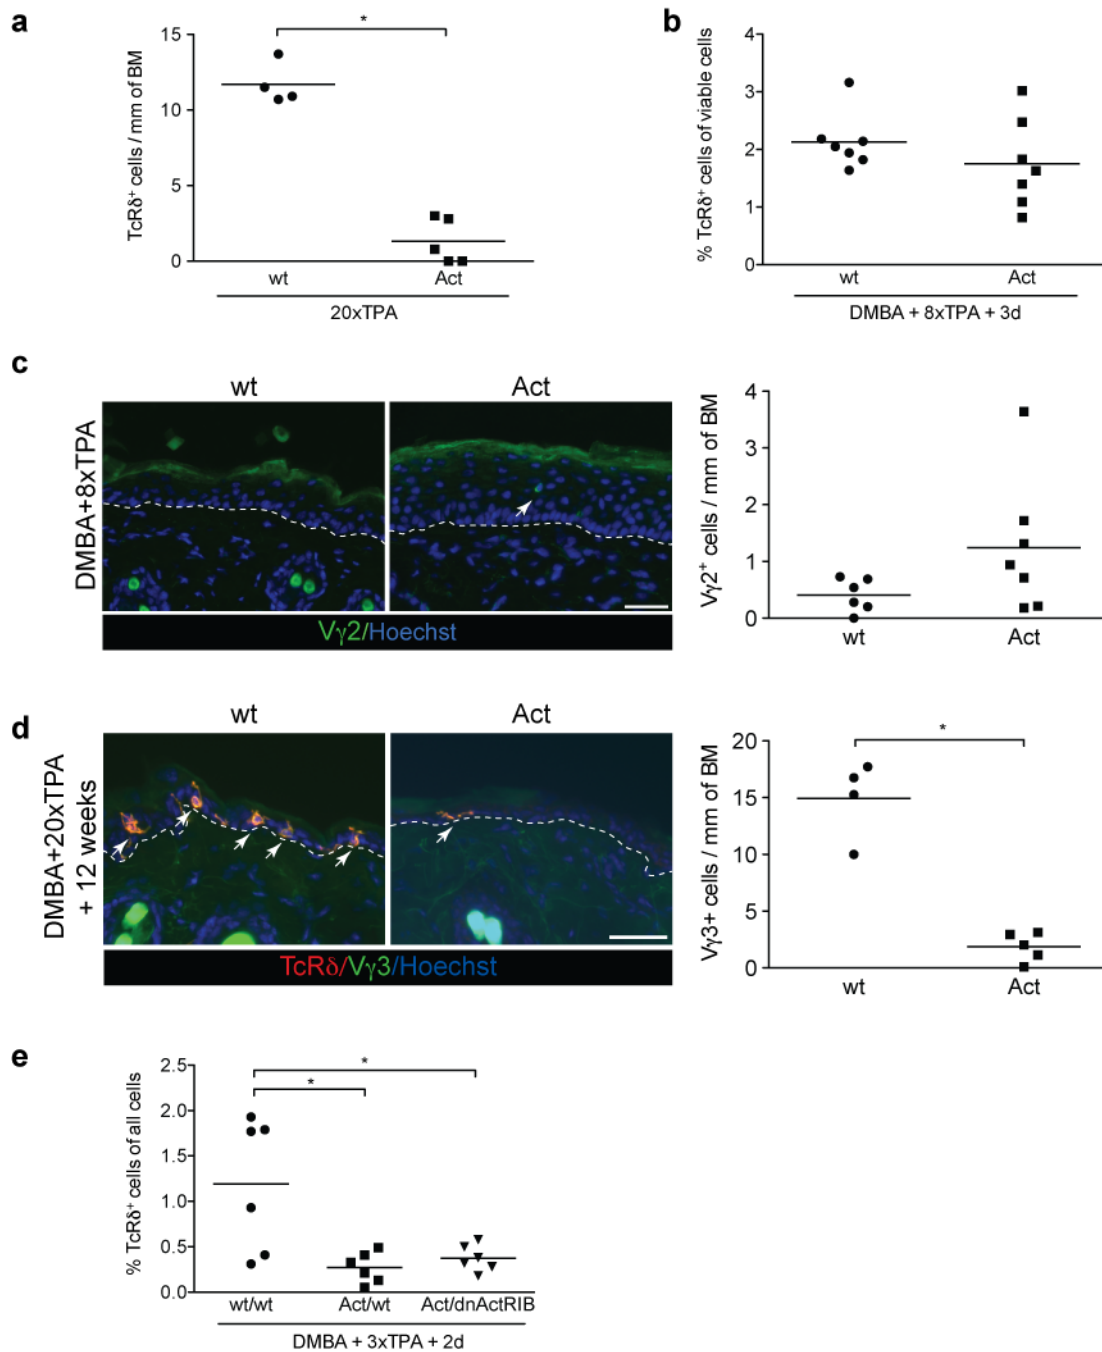 a
TcRδ⁺ cells / mm of BM
15
10
5
0
*
wt
Act
20xTPA
b
% TcRδ⁺ cells of viable cells
4
3
2
1
0
wt
Act
DMBA + 8xTPA + 3d
c
wt
Act
DMBA+8xTPA
Vγ2/Hoechst
Vγ2⁺ cells / mm of BM
4
3
2
1
0
wt
Act
d
wt
Act
DMBA+20xTPA
+ 12 weeks
TcRδ/Vγ3/Hoechst
Vγ3+ cells / mm of BM
20
15
10
5
0
*
wt
Act
e
% TcRδ⁺ cells of all cells
2.5
2.0
1.5
1.0
0.5
0.0
*
*
wt/wt
Act/wt
Act/dnActRIB
DMBA + 3xTPA + 2d